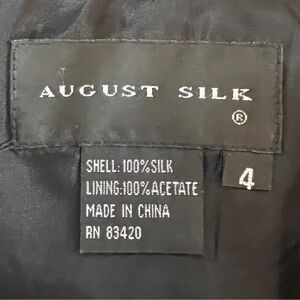 AUGUST SILK
®
SHELL: 100% SILK
LINING:100% ACETATE
MADE IN CHINA
RN 83420
4